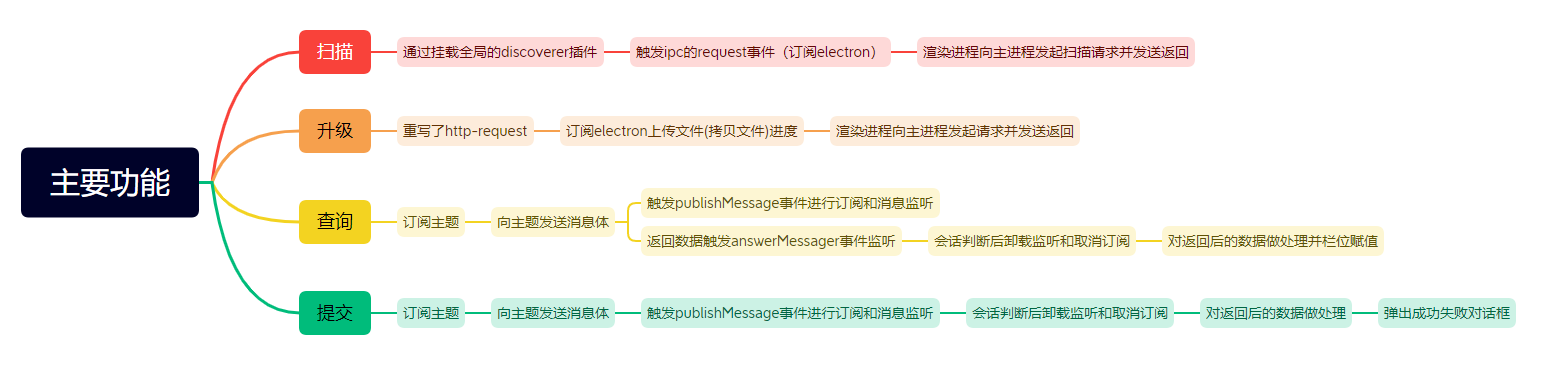 主要功能
扫描
通过挂载全局的discoverer插件
触发ipc的request事件（订阅electron）
渲染进程向主进程发起扫描请求并发送返回
升级
重写了http-request
订阅electron上传文件(拷贝文件)进度
渲染进程向主进程发起请求并发送返回
查询
订阅主题
向主题发送消息体
触发publishMessage事件进行订阅和消息监听
返回数据触发answerMessager事件监听
会话判断后卸载监听和取消订阅
对返回后的数据做处理并栏位赋值
提交
订阅主题
向主题发送消息体
触发publishMessage事件进行订阅和消息监听
会话判断后卸载监听和取消订阅
对返回后的数据做处理
弹出成功失败对话框